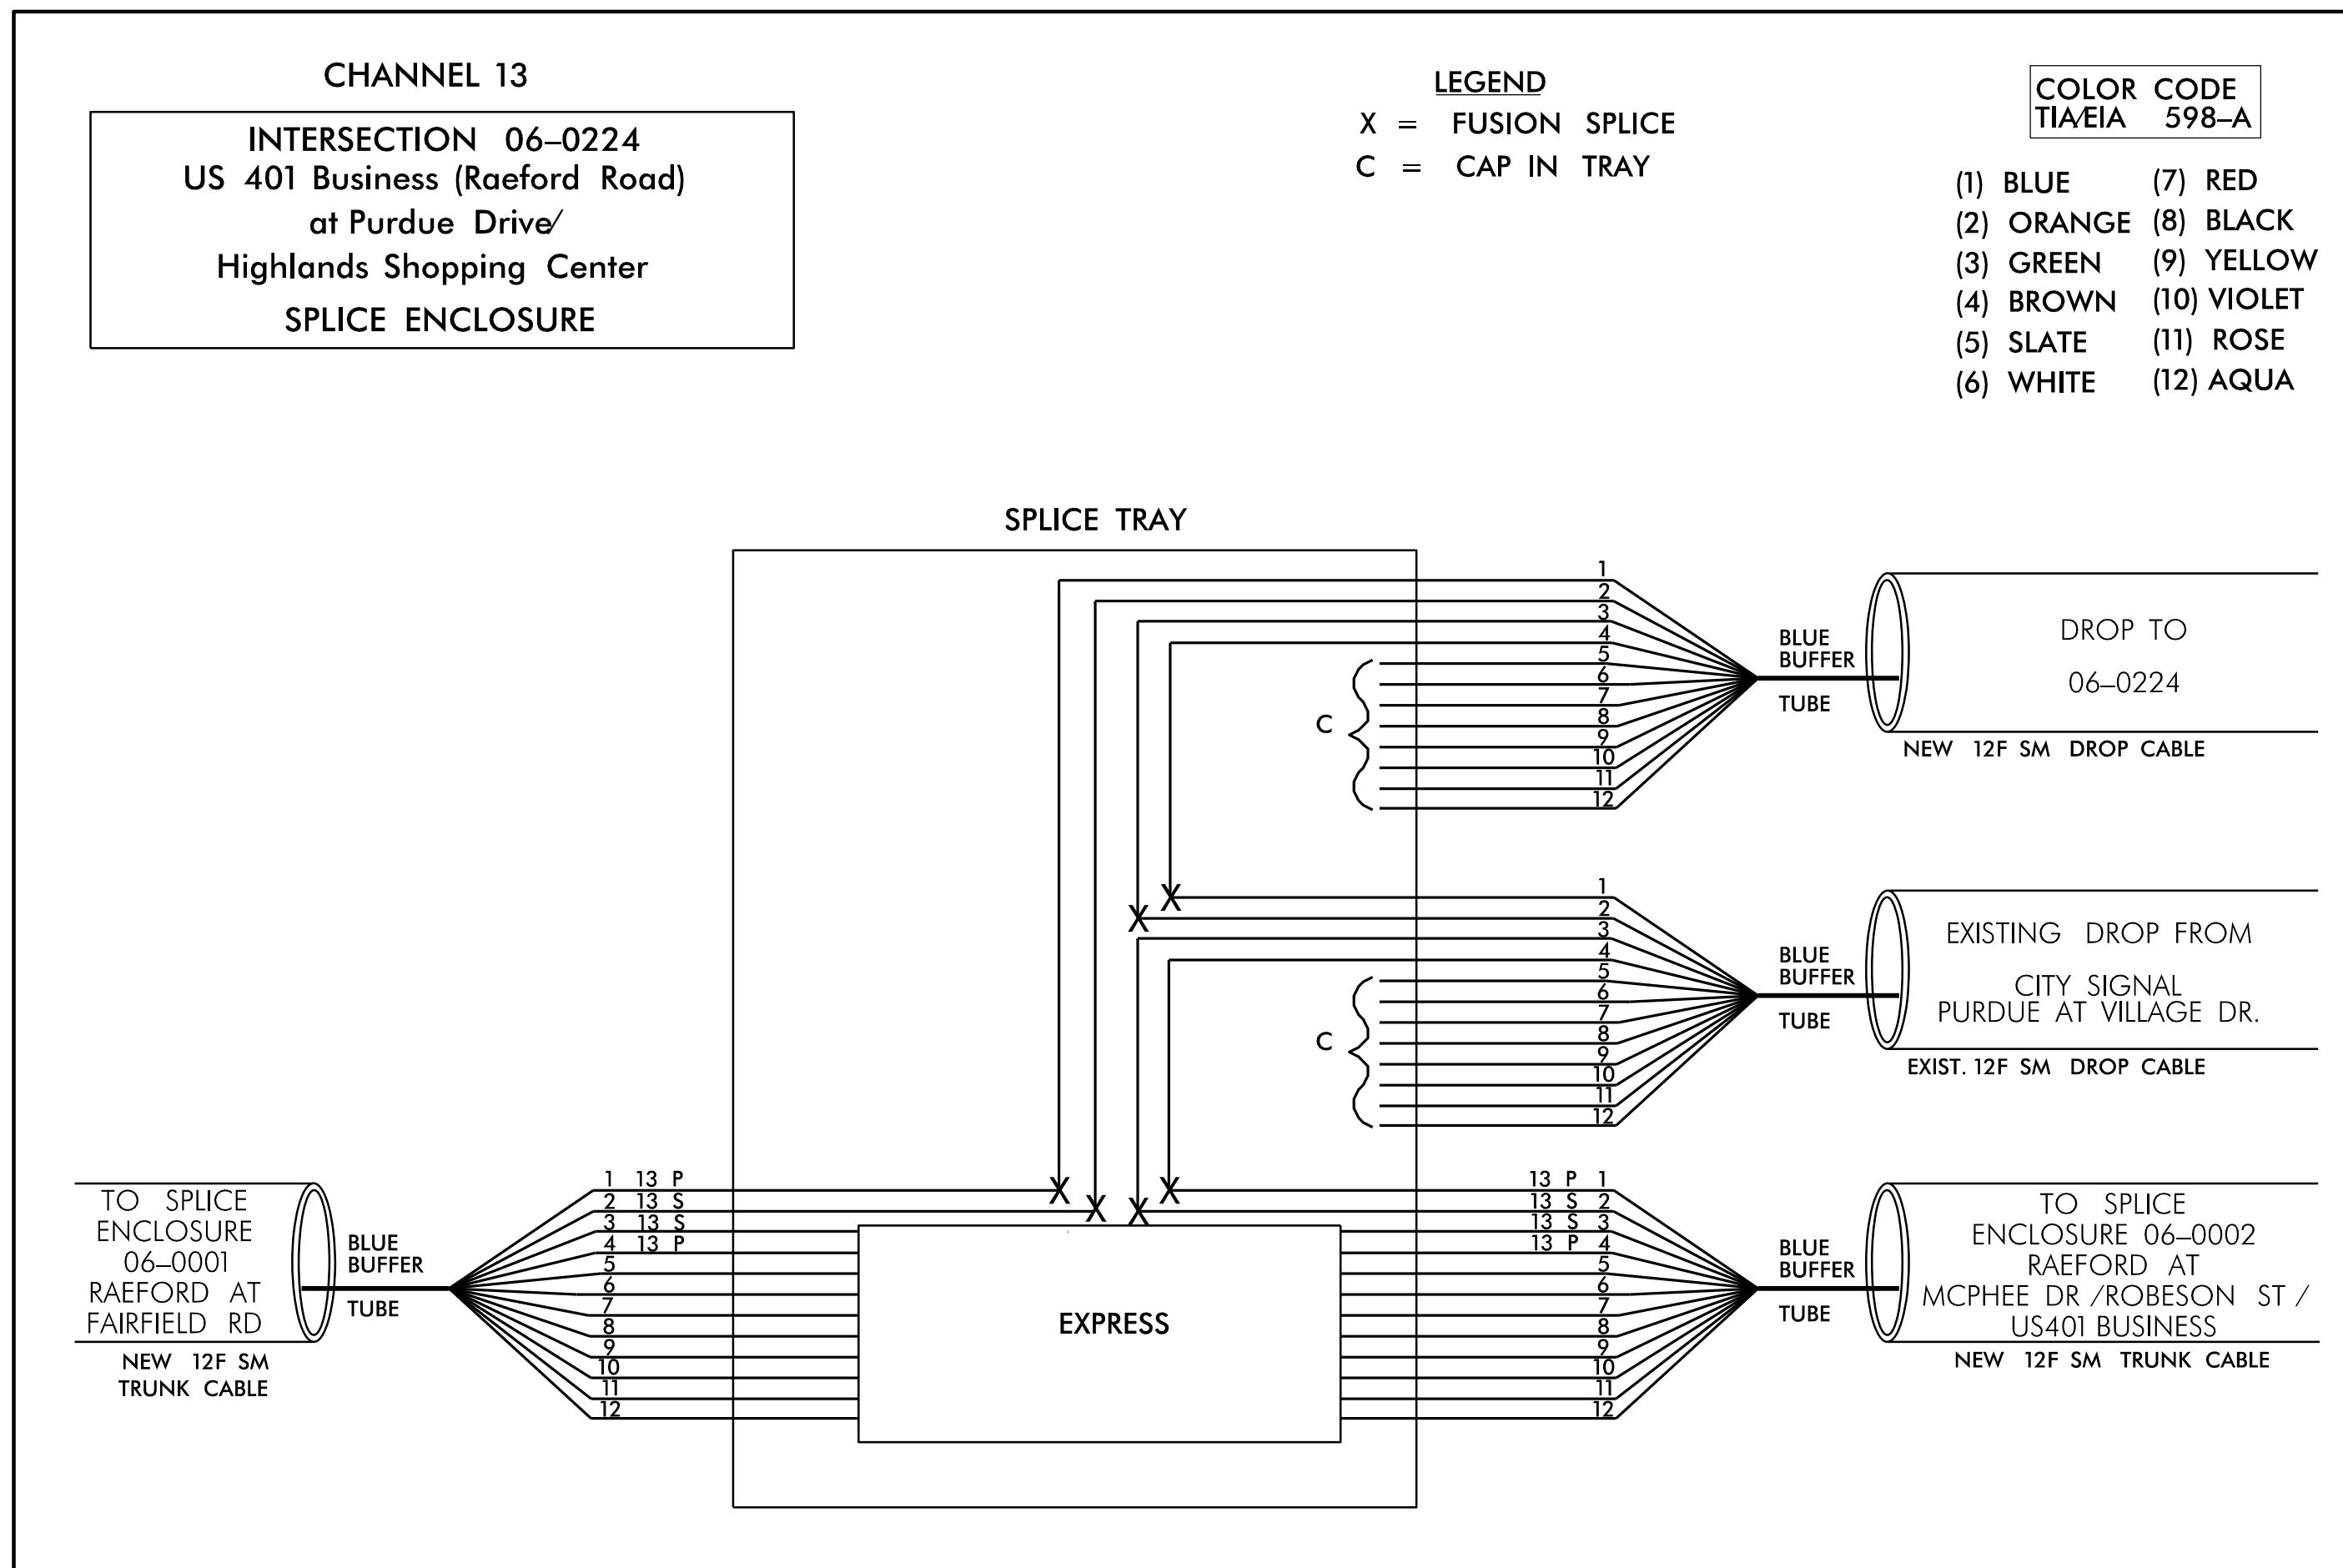 CHANNEL 13
INTERSECTION 06–0224
US 401 Business (Raeford Road)
at Purdue Drive/
Highlands Shopping Center
SPLICE ENCLOSURE
LEGEND
X = FUSION SPLICE
C = CAP IN TRAY
COLOR CODE
TIA/EIA 598–A
(1) BLUE (7) RED
(2) ORANGE (8) BLACK
(3) GREEN (9) YELLOW
(4) BROWN (10) VIOLET
(5) SLATE (11) ROSE
(6) WHITE (12) AQUA
SPLICE TRAY
1
2
3
4
5
6
7
8
9
10
11
12
C
BLUE
BUFFER
TUBE
DROP TO
06–0224
NEW 12F SM DROP CABLE
X
X
1
2
3
4
5
6
7
8
9
10
11
12
C
BLUE
BUFFER
TUBE
EXISTING DROP FROM
CITY SIGNAL
PURDUE AT VILLAGE DR.
EXIST. 12F SM DROP CABLE
TO SPLICE
ENCLOSURE
06–0001
RAEFORD AT
FAIRFIELD RD
NEW 12F SM
TRUNK CABLE
BLUE
BUFFER
TUBE
1 13 P
2 13 S
3 13 S
4 13 P
5
6
7
8
9
10
11
12
X
X
X
X
EXPRESS
13 P 1
13 S 2
13 S 3
13 P 4
5
6
7
8
9
10
11
12
BLUE
BUFFER
TUBE
TO SPLICE
ENCLOSURE 06–0002
RAEFORD AT
MCPHEE DR /ROBESON ST /
US401 BUSINESS
NEW 12F SM TRUNK CABLE